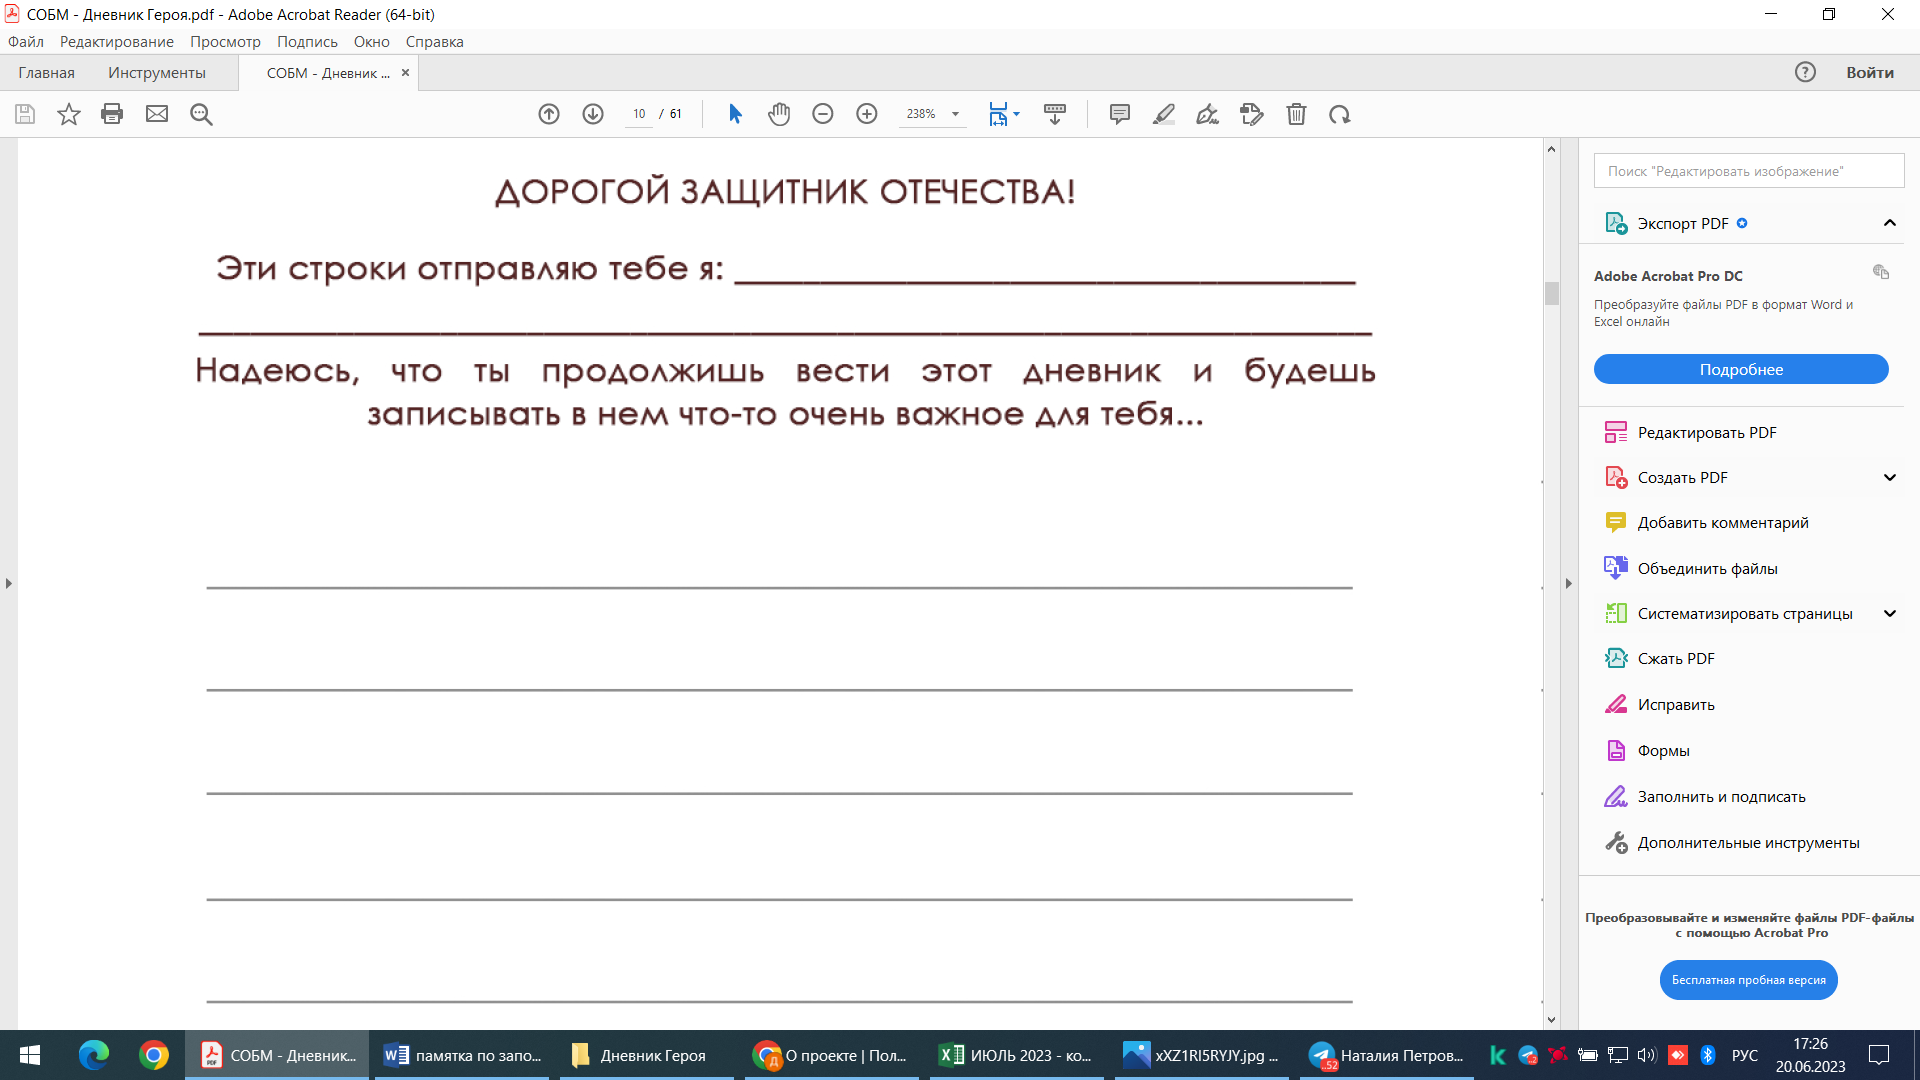 СОБМ - Дневник Героя.pdf - Adobe Acrobat Reader (64-bit)
Файл Редактирование Просмотр Подпись Окно Справка
Главная Инструменты СОБМ - Дневник ... Войти
10 / 61 238%
ДОРОГОЙ ЗАЩИТНИК ОТЕЧЕСТВА!
Эти строки отправляю тебе я:
Надеюсь, что ты продолжишь вести этот дневник и будешь
записывать в нем что-то очень важное для тебя...
Поиск "Редактировать изображение"
Экспорт PDF
Adobe Acrobat Pro DC
Преобразуйте файлы PDF в формат Word и
Excel онлайн
Подробнее
Редактировать PDF
Создать PDF
Добавить комментарий
Объединить файлы
Систематизировать страницы
Сжать PDF
Исправить
Формы
Заполнить и подписать
Дополнительные инструменты
Преобразовывайте и изменяйте файлы PDF-файлы
с помощью Acrobat Pro
Бесплатная пробная версия
СОБМ - Дневник... памятка по запо... Дневник Героя О проекте | Пол... ИЮЛЬ 2023 - ко... xXZ1RI5RYJY.jpg ... Наталия Петров... РУС 17:26
20.06.2023